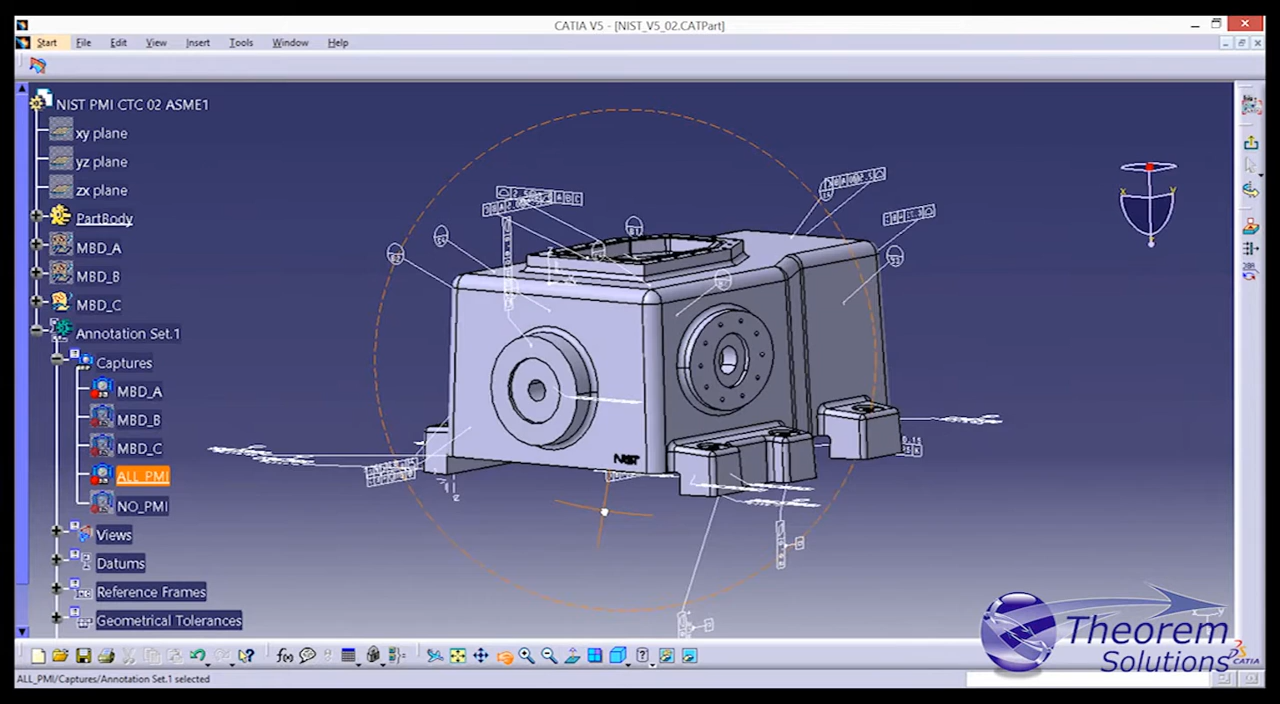 CATIA V5 - [NIST_V5_02.CATPart]
Start File Edit View Insert Tools Window Help
NIST PMI CTC 02 ASME1
xy plane
yz plane
zx plane
PartBody
MBD_A
MBD_B
MBD_C
Annotation Set.1
Captures
MBD_A
MBD_B
MBD_C
ALL_PMI
NO_PMI
Views
Datums
Reference Frames
Geometrical Tolerances
NIST
Theorem
Solutions
CATIA
ALL_PMI/Captures/Annotation Set.1 selected